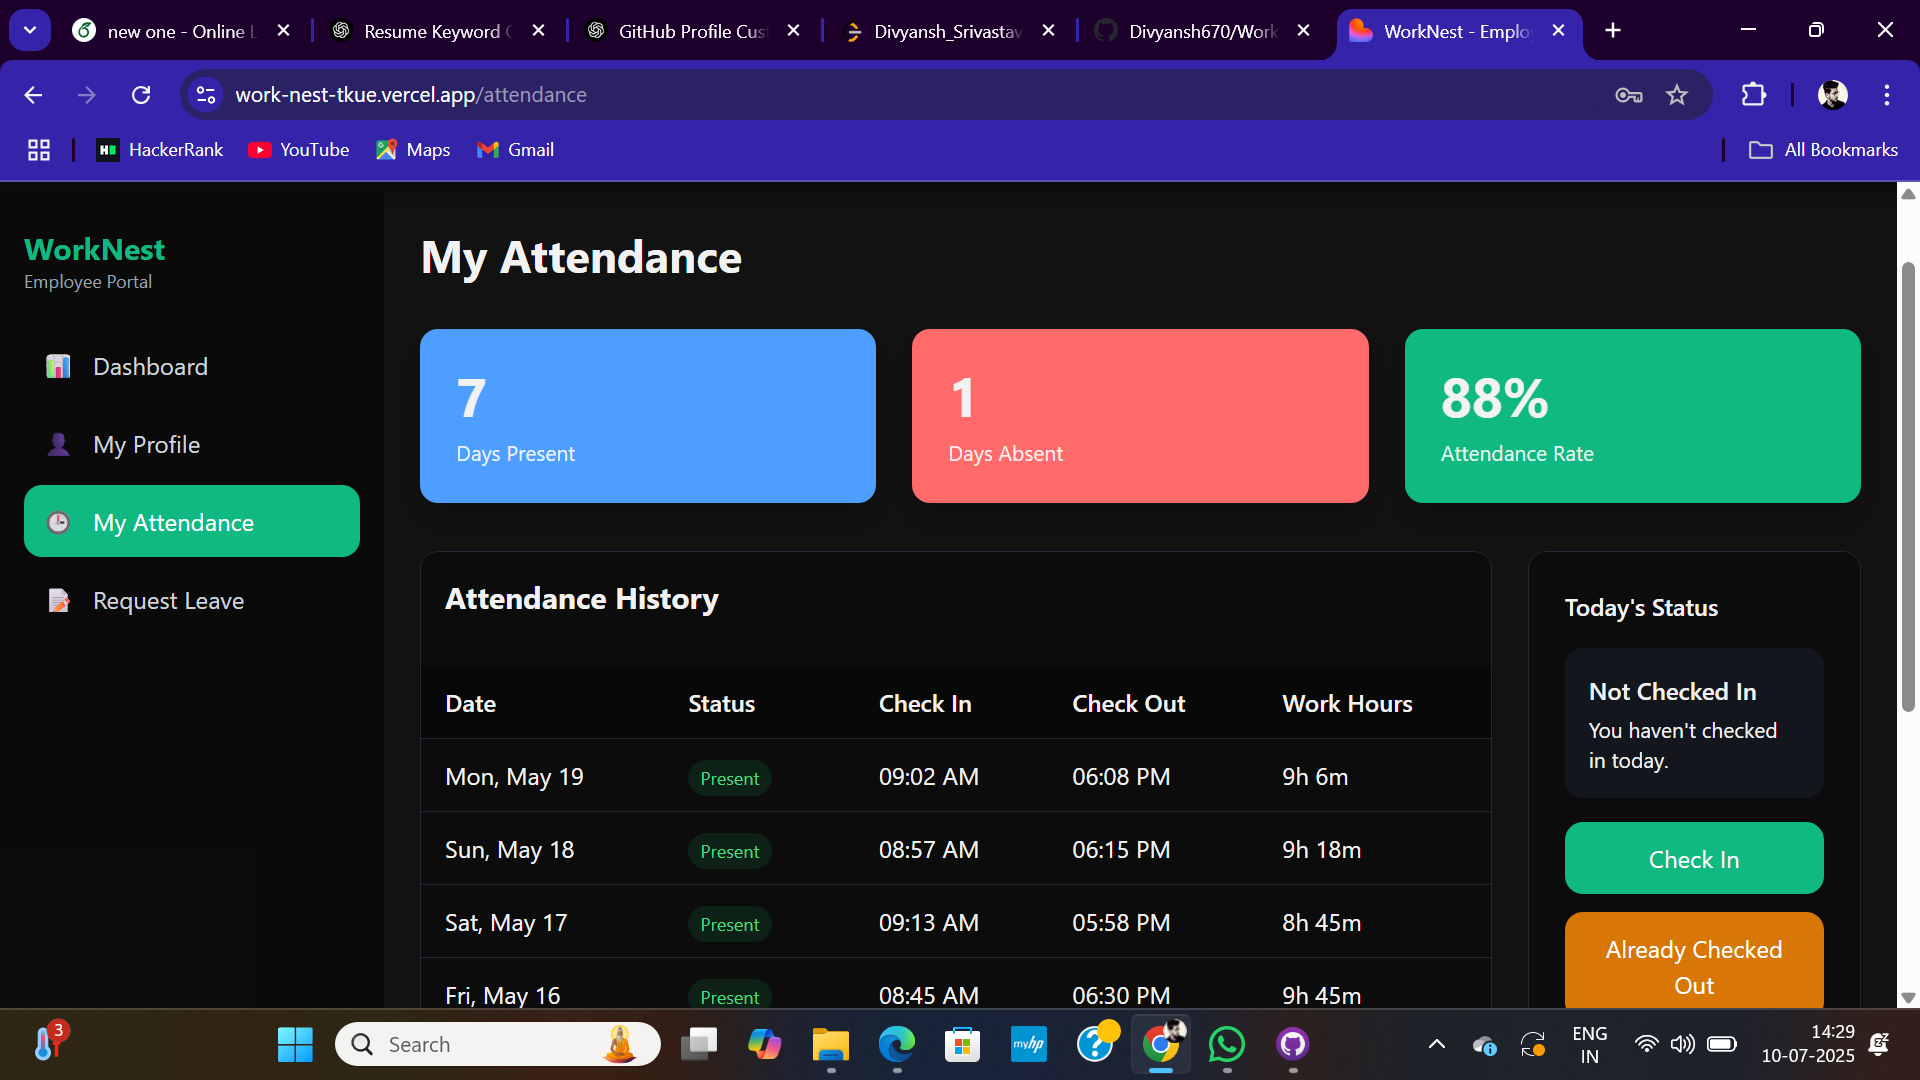 new one - Online L
Resume Keyword
GitHub Profile Cus
Divyansh_Srivastav
Divyansh670/Work
WorkNest - Emplo
work-nest-tkue.vercel.app/attendance
HackerRank
YouTube
Maps
Gmail
All Bookmarks
WorkNest
Employee Portal
Dashboard
My Profile
My Attendance
Request Leave
My Attendance
7
Days Present
1
Days Absent
88%
Attendance Rate
Attendance History
Date Status Check In Check Out Work Hours
Mon, May 19 Present 09:02 AM 06:08 PM 9h 6m
Sun, May 18 Present 08:57 AM 06:15 PM 9h 18m
Sat, May 17 Present 09:13 AM 05:58 PM 8h 45m
Fri, May 16 Present 08:45 AM 06:30 PM 9h 45m
Today's Status
Not Checked In
You haven't checked
in today.
Check In
Already Checked
Out
3
Search
myhp
ENG
IN
14:29
10-07-2025